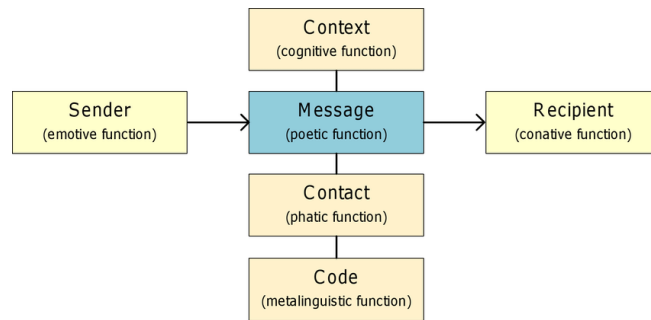 Context
(cognitive function)
Sender
(emotive function)
Message
(poetic function)
Recipient
(conative function)
Contact
(phatic function)
Code
(metalinguistic function)